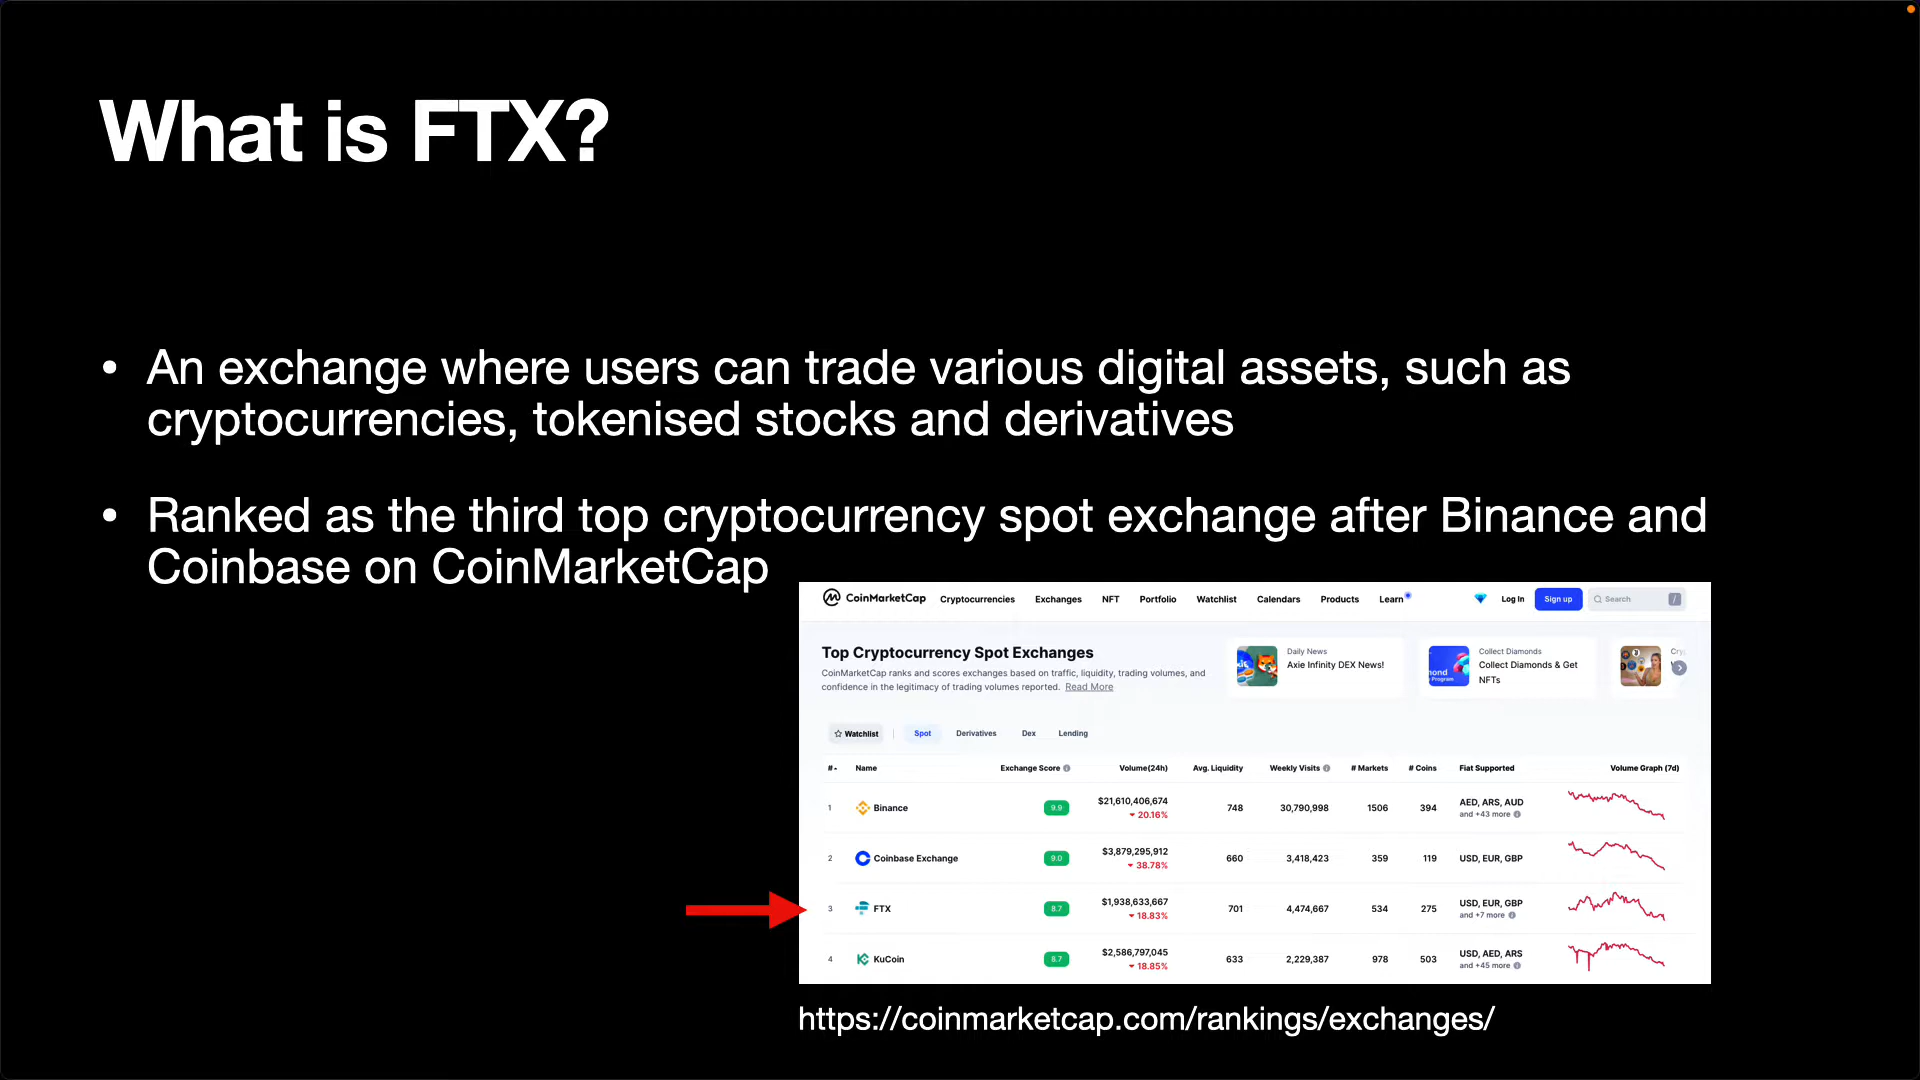 What is FTX?
• An exchange where users can trade various digital assets, such as
cryptocurrencies, tokenised stocks and derivatives
• Ranked as the third top cryptocurrency spot exchange after Binance and
Coinbase on CoinMarketCap
CoinMarketCap Cryptocurrencies Exchanges NFT Portfolio Watchlist Calendars Products Learn Log In Sign up Search /
Top Cryptocurrency Spot Exchanges
CoinMarketCap ranks and scores exchanges based on traffic, liquidity, trading volumes, and
confidence in the legitimacy of trading volumes reported. Read More
Daily News
Axie Infinity DEX News!
Collect Diamonds
Collect Diamonds & Get
NFTs
Watchlist Spot Derivatives Dex Lending
# Name Exchange Score Volume(24h) Avg. Liquidity Weekly Visits # Markets # Coins Fiat Supported Volume Graph (7d)
1 Binance 9.9 $21,610,406,674 748 30,790,998 1506 394 AED, ARS, AUD
20.16% and +43 more
2 Coinbase Exchange 9.0 $3,879,295,912 660 3,418,423 359 119 USD, EUR, GBP
38.78%
3 FTX 8.7 $1,938,633,667 701 4,474,667 534 275 USD, EUR, GBP
18.83% and +7 more
4 KuCoin 8.7 $2,586,797,045 633 2,229,387 978 503 USD, AED, ARS
18.85% and +45 more
https://coinmarketcap.com/rankings/exchanges/